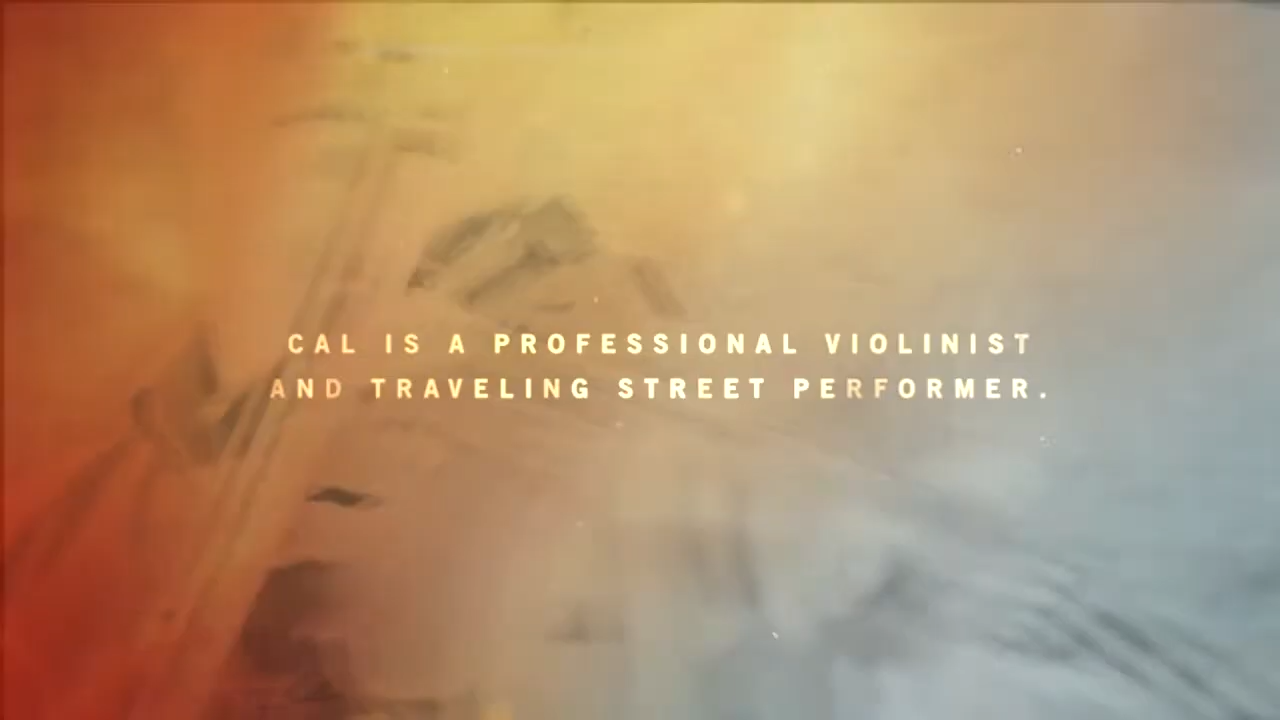 CAL IS A PROFESSIONAL VIOLINIST
AND TRAVELING STREET PERFORMER.